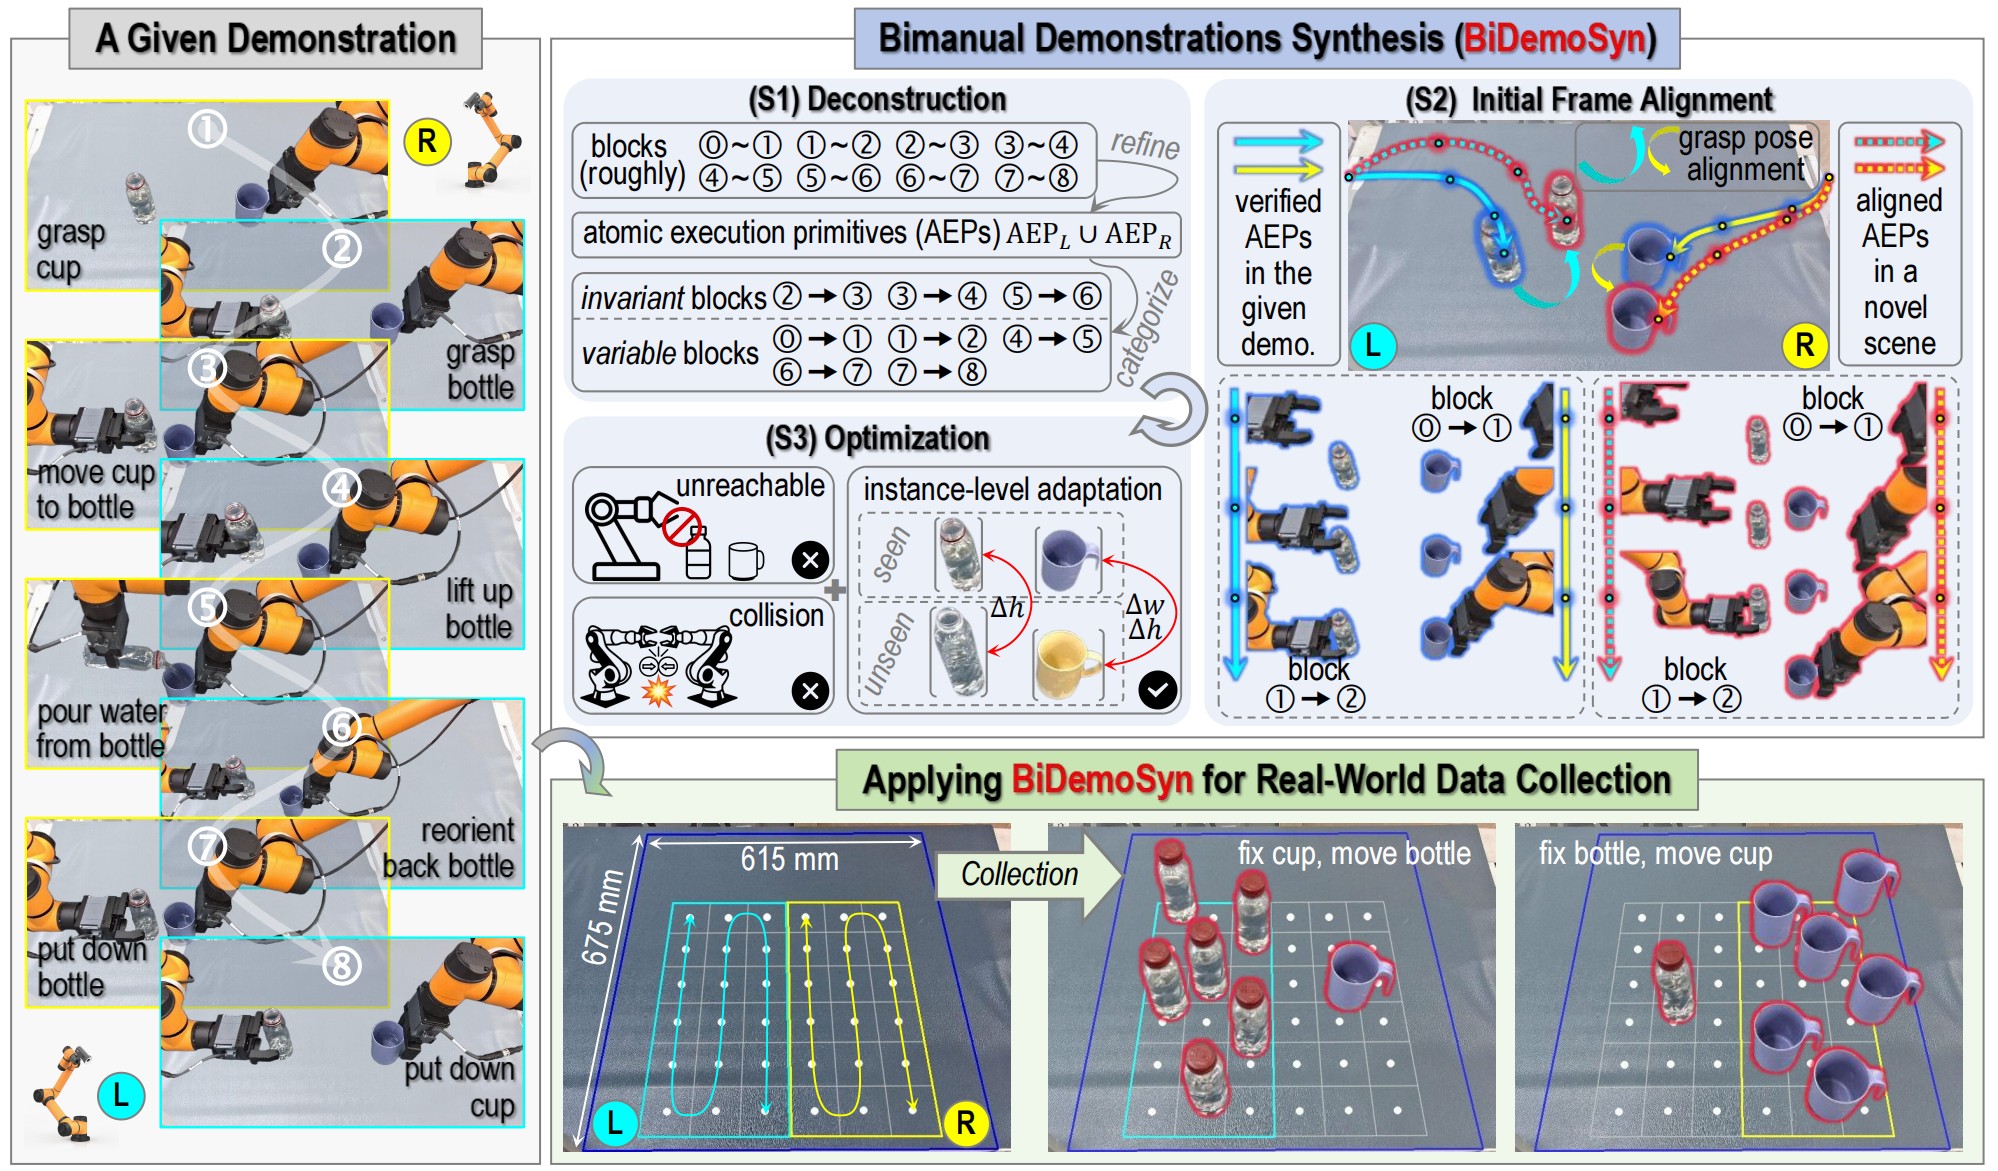 A Given Demonstration
①
R
grasp
cup
②
grasp
bottle
③
move cup
to bottle
④
lift up
bottle
⑤
pour water
from bottle
⑥
reorient
back bottle
⑦
put down
bottle
⑧
put down
cup
L
Bimanual Demonstrations Synthesis (BiDemoSyn)
(S1) Deconstruction
blocks
(roughly)
⓪~① ①~② ②~③ ③~④
④~⑤ ⑤~⑥ ⑥~⑦ ⑦~⑧
refine
atomic execution primitives (AEPs) AEP_L ∪ AEP_R
categorize
invariant blocks ②→③ ③→④ ⑤→⑥
variable blocks ⓪→① ①→② ④→⑤
⑥→⑦ ⑦→⑧
(S2) Initial Frame Alignment
verified
AEPs
in the
given
demo.
grasp pose
alignment
L
R
aligned
AEPs
in a
novel
scene
block
⓪→①
block
①→②
block
⓪→①
block
①→②
(S3) Optimization
unreachable
collision
+
instance-level adaptation
seen
unseen
Δh
Δw
Δh
Applying BiDemoSyn for Real-World Data Collection
615 mm
675 mm
L
R
Collection
fix cup, move bottle
fix bottle, move cup